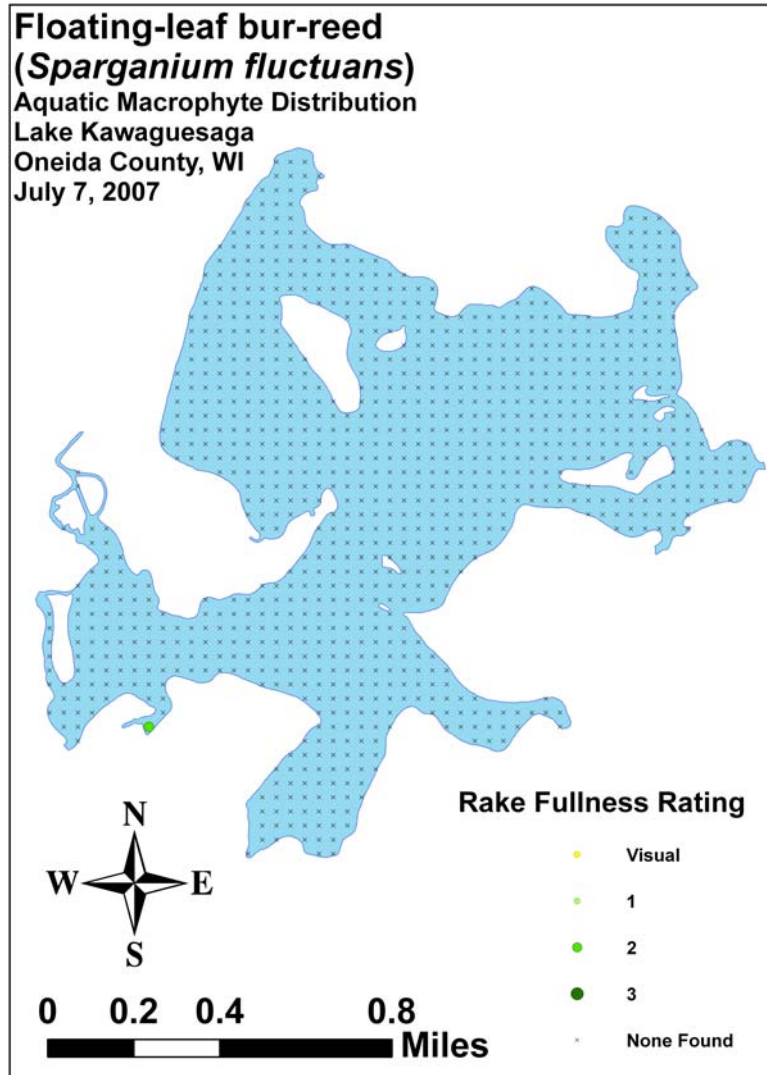 Floating-leaf bur-reed
(Sparganium fluctuans)
Aquatic Macrophyte Distribution
Lake Kawaguesaga
Oneida County, WI
July 7, 2007
Rake Fullness Rating
Visual
1
2
3
None Found
N
W E
S
0 0.2 0.4 0.8
Miles